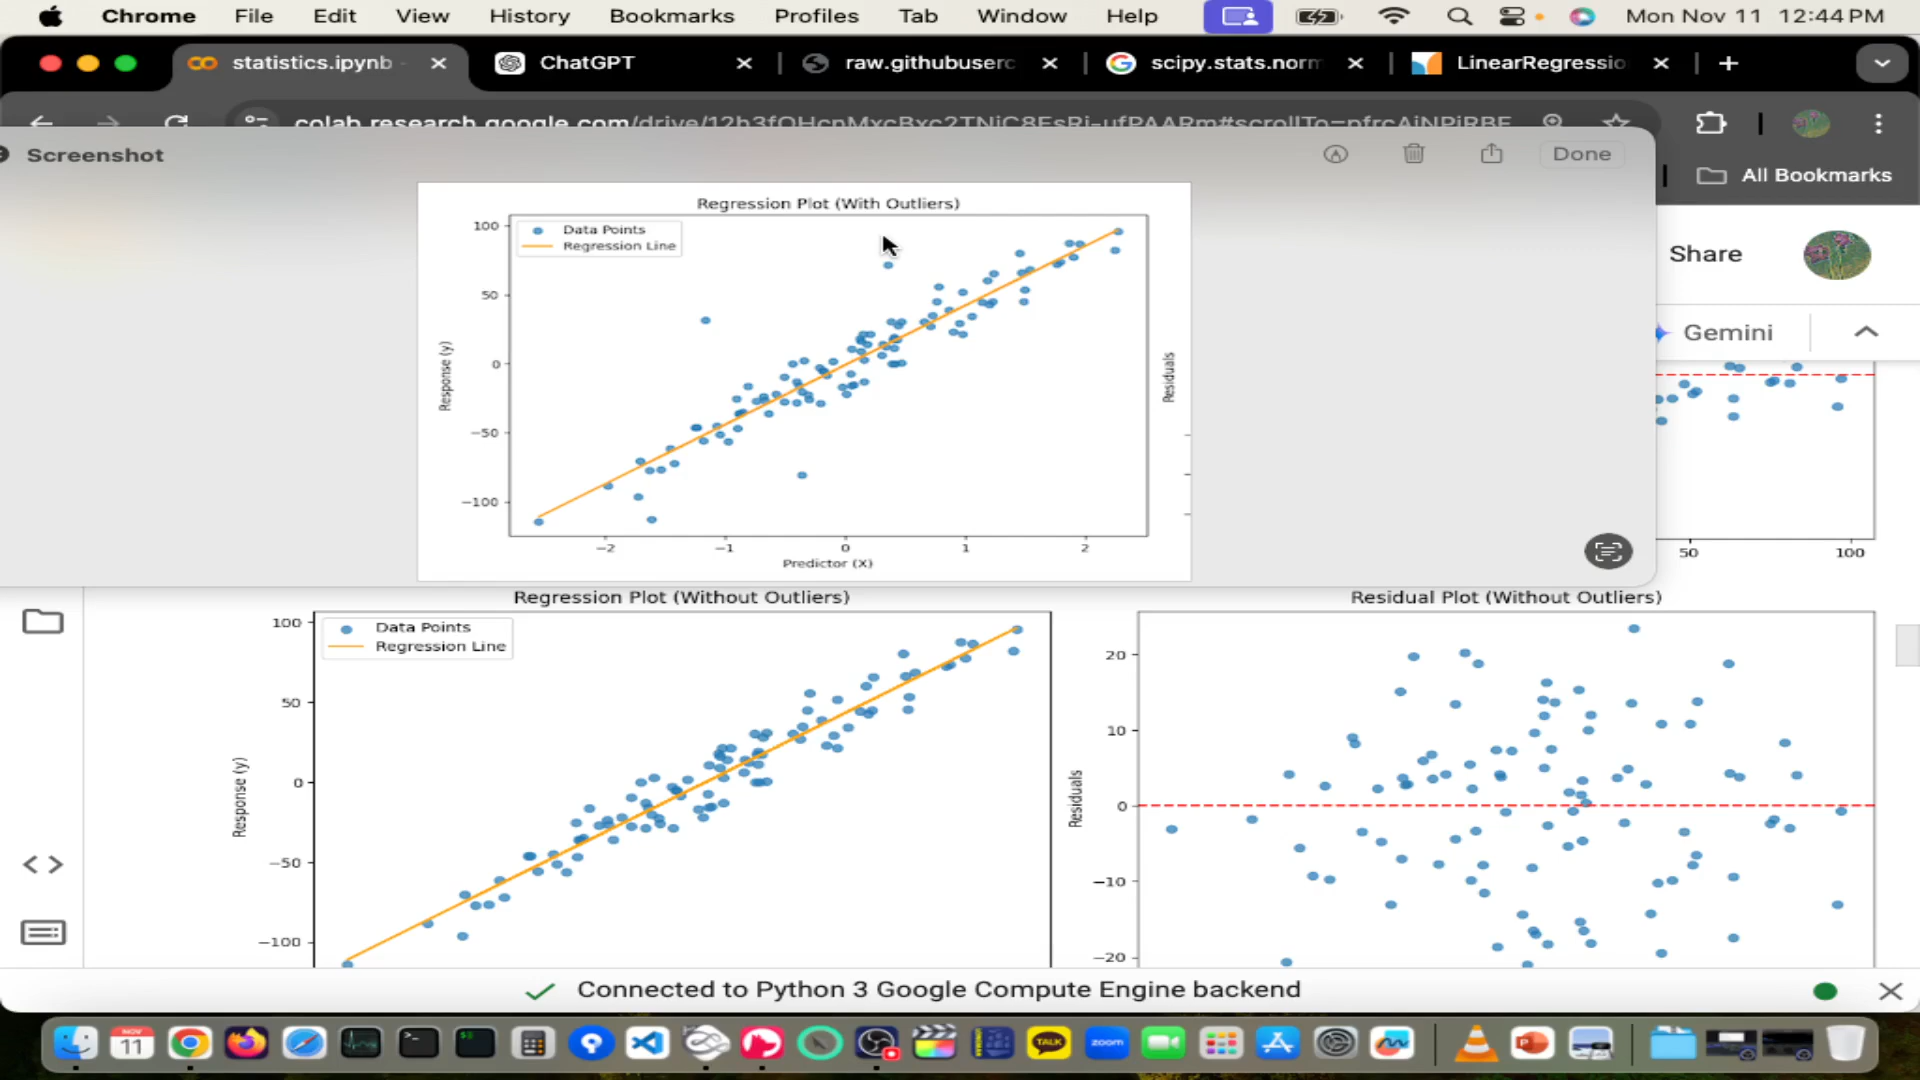 Chrome File Edit View History Bookmarks Profiles Tab Window Help Mon Nov 11 12:44 PM
statistics.ipynb ChatGPT raw.githubuserc scipy.stats.norm LinearRegressio
All Bookmarks
Screenshot Done
Share
Gemini
Regression Plot (With Outliers)
Data Points
Regression Line
100
50
0
−50
−100
Response (y)
−2 −1 0 1 2
Predictor (X)
Residuals
50 100
Regression Plot (Without Outliers)
Data Points
Regression Line
100
50
0
−50
−100
Response (y)
Residual Plot (Without Outliers)
20
10
0
−10
−20
Residuals
Connected to Python 3 Google Compute Engine backend
NOV
11
TALK
zoom
P